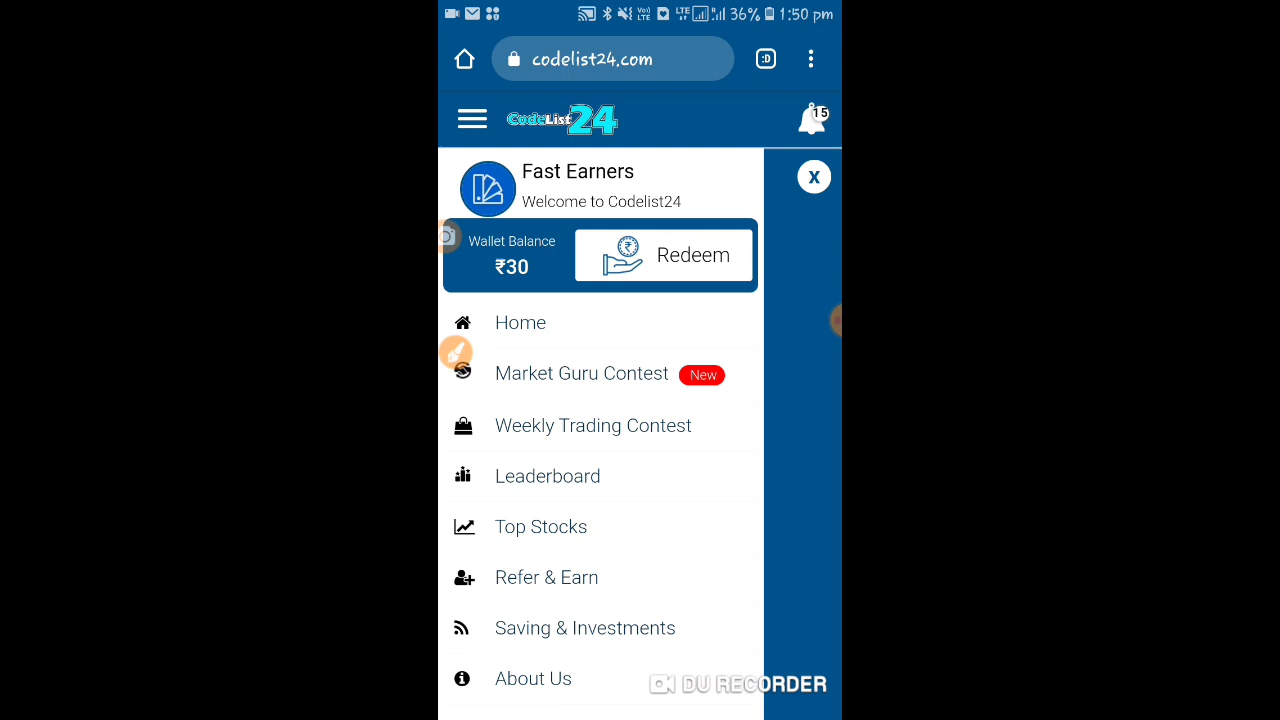 36% 1:50 pm
codelist24.com
:D
CodeList24
15
Fast Earners
Welcome to Codelist24
X
Wallet Balance
₹30
Redeem
Home
Market Guru Contest New
Weekly Trading Contest
Leaderboard
Top Stocks
Refer & Earn
Saving & Investments
About Us
DU RECORDER